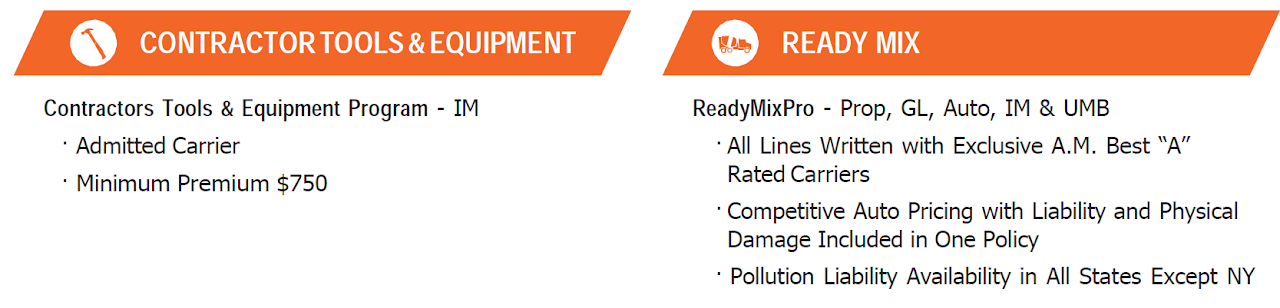 CONTRACTOR TOOLS & EQUIPMENT
Contractors Tools & Equipment Program - IM
· Admitted Carrier
· Minimum Premium $750
READY MIX
ReadyMixPro - Prop, GL, Auto, IM & UMB
· All Lines Written with Exclusive A.M. Best “A”
Rated Carriers
· Competitive Auto Pricing with Liability and Physical
Damage Included in One Policy
· Pollution Liability Availability in All States Except NY